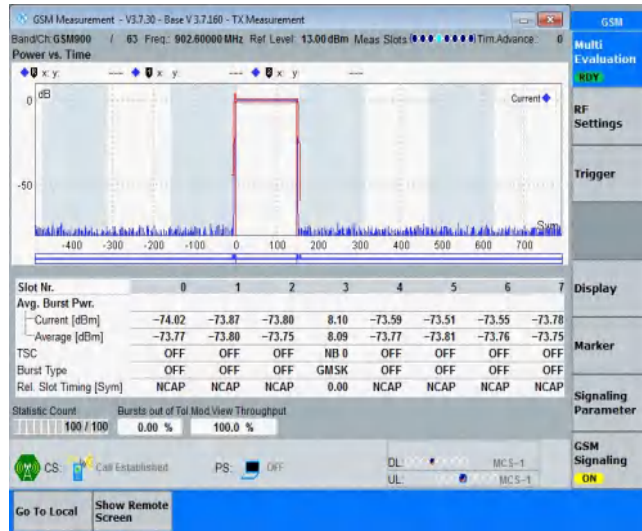 GSM Measurement - V3.7.30 - Base V 3.7.160 - TX Measurement
GSM
Band/Ch: GSM900 / 63 Freq.: 902.60000 MHz Ref. Level: 13.00 dBm Meas Slots Tim.Advance: 0
Power vs. Time
Multi Evaluation
RDY
x: y: --- x y --- x y ---
dB
Current
0
-50
Sym
-400 -300 -200 -100 0 100 200 300 400 500 600 700
RF Settings
Trigger
Slot Nr. 0 1 2 3 4 5 6 7
Avg. Burst Pwr.
Current [dBm] -74.02 -73.87 -73.80 8.10 -73.59 -73.51 -73.55 -73.78
Average [dBm] -73.77 -73.80 -73.75 8.09 -73.77 -73.81 -73.76 -73.75
TSC OFF OFF OFF NB 0 OFF OFF OFF OFF
Burst Type OFF OFF OFF GMSK OFF OFF OFF OFF
Rel. Slot Timing [Sym] NCAP NCAP NCAP 0.00 NCAP NCAP NCAP NCAP
Display
Marker
Statistic Count Bursts out of Tol Mod.View Throughput
100 / 100 0.00 % 100.0 %
Signaling Parameter
CS: Call Established PS: OFF DL: MCS-1
UL: MCS-1
GSM Signaling
ON
Go To Local
Show Remote Screen